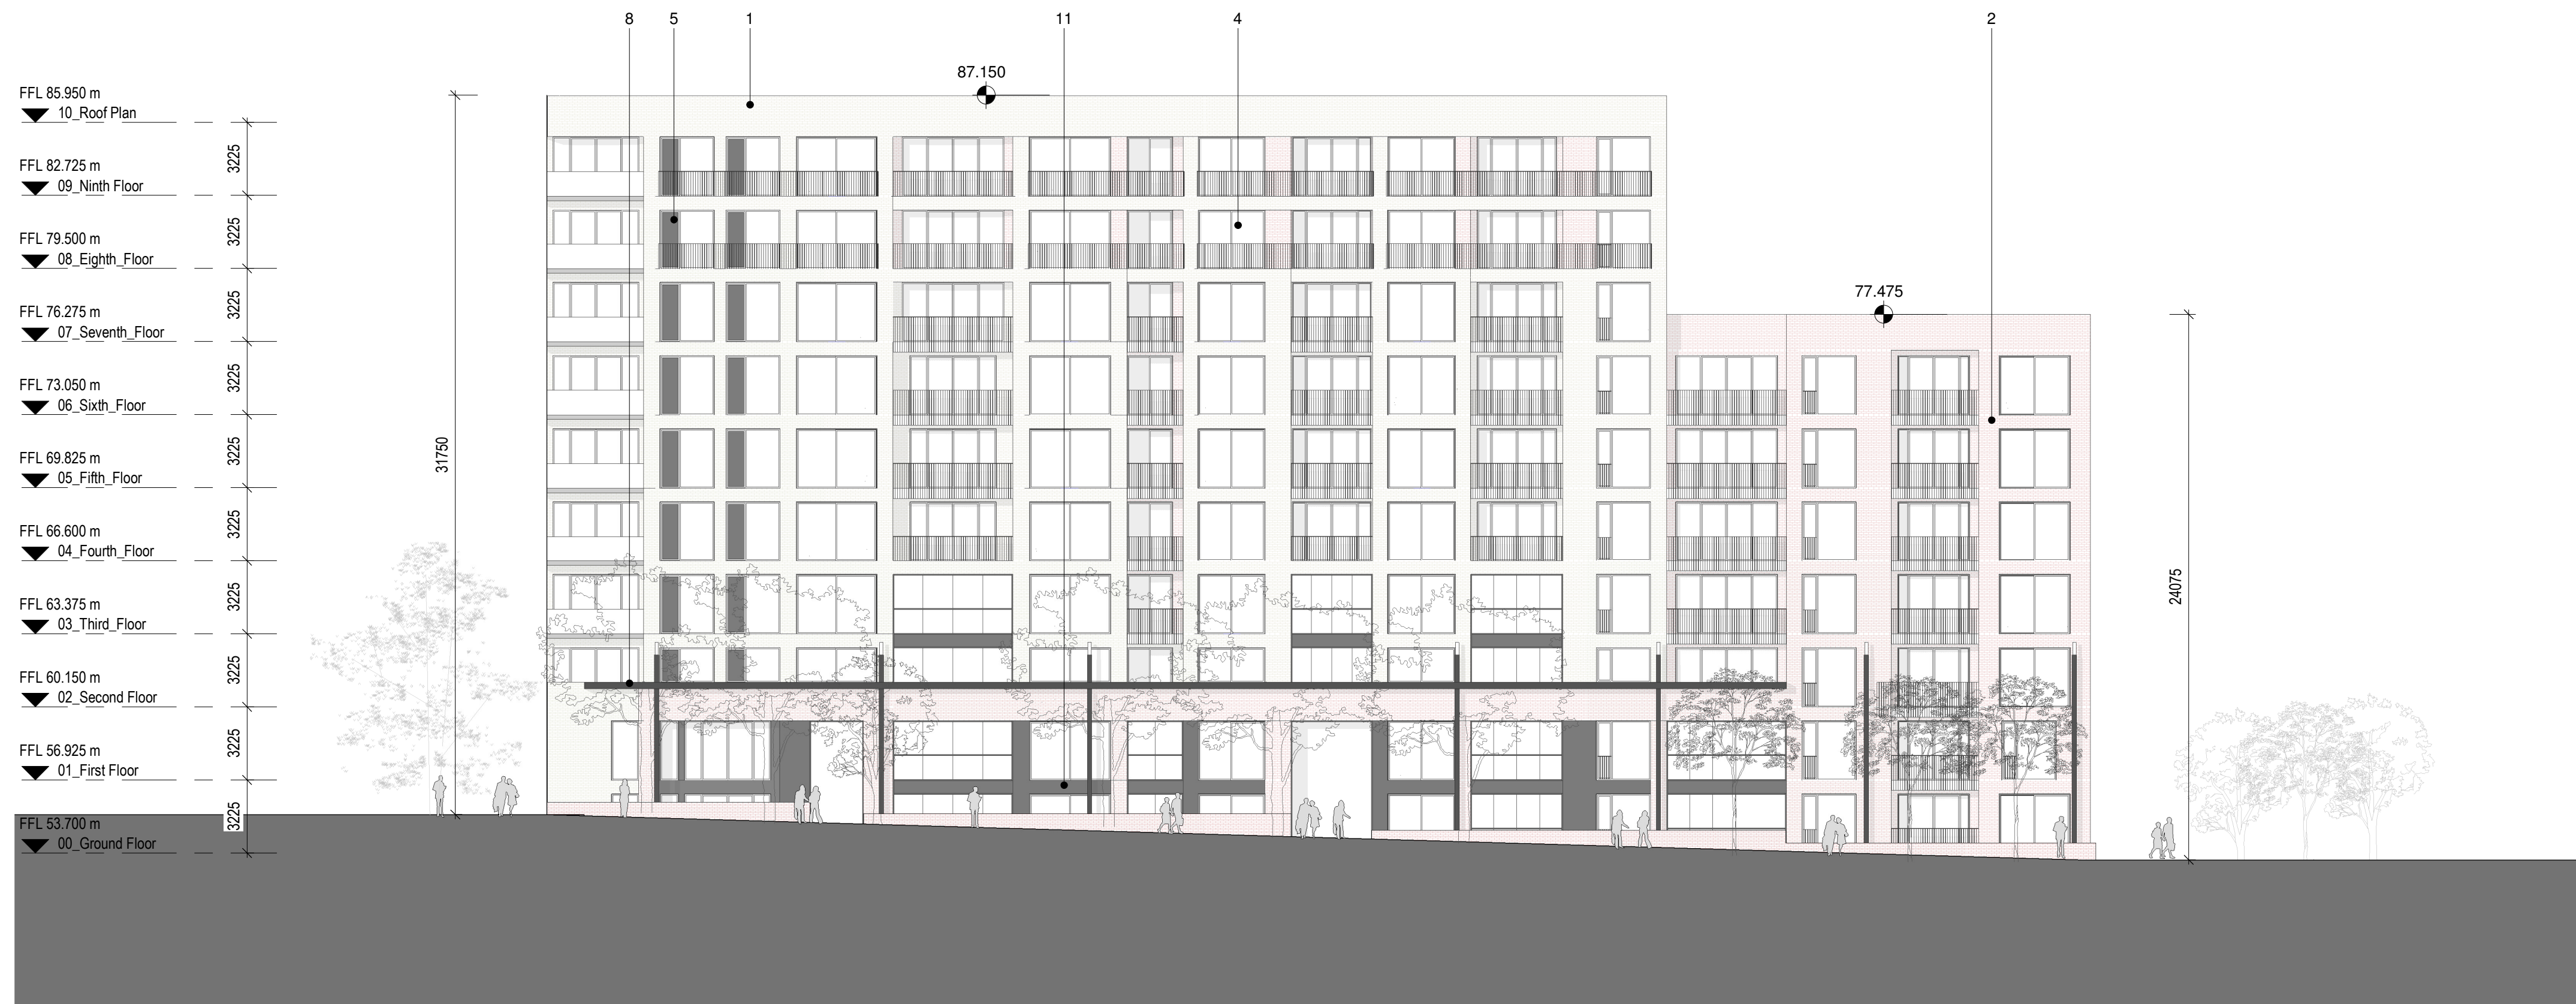 8 5 1 11 4 2
87.150
FFL 85.950 m
10_Roof Plan
3225
FFL 82.725 m
09_Ninth Floor
3225
FFL 79.500 m
08_Eighth_Floor
3225
77.475
FFL 76.275 m
07_Seventh_Floor
3225
FFL 73.050 m
06_Sixth_Floor
3225
31750
FFL 69.825 m
05_Fifth_Floor
3225
FFL 66.600 m
04_Fourth_Floor
3225
24075
FFL 63.375 m
03_Third_Floor
3225
FFL 60.150 m
02_Second Floor
3225
FFL 56.925 m
01_First Floor
3225
FFL 53.700 m
00_Ground Floor